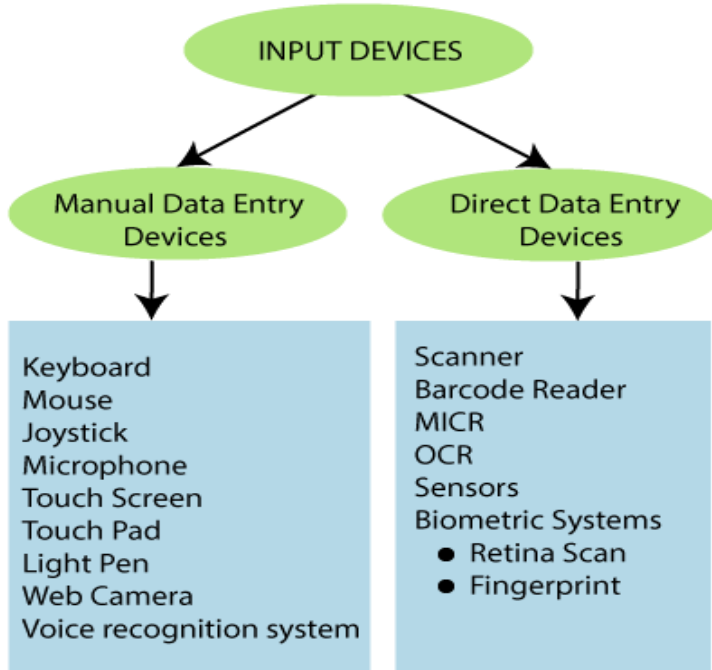 INPUT DEVICES
Manual Data Entry
Devices
Direct Data Entry
Devices
Keyboard
Mouse
Joystick
Microphone
Touch Screen
Touch Pad
Light Pen
Web Camera
Voice recognition system
Scanner
Barcode Reader
MICR
OCR
Sensors
Biometric Systems
● Retina Scan
● Fingerprint